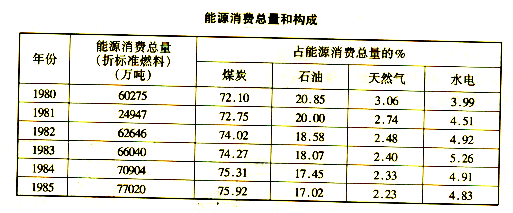 能源消费总量和构成
年份 能源消费总量（折标准燃料）（万吨） 占能源消费总量的%
煤炭 石油 天然气 水电
1980 60275 72.10 20.85 3.06 3.99
1981 24947 72.75 20.00 2.74 4.51
1982 62646 74.02 18.58 2.48 4.92
1983 66040 74.27 18.07 2.40 5.26
1984 70904 75.31 17.45 2.33 4.91
1985 77020 75.92 17.02 2.23 4.83